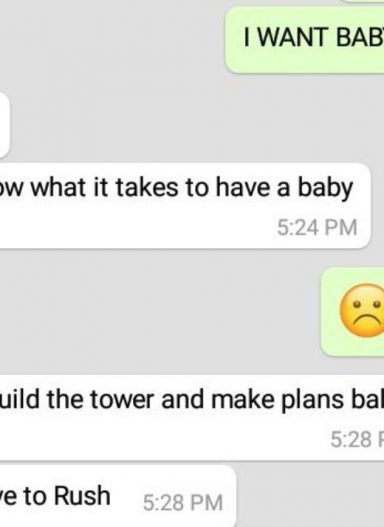 I WANT BAB
ow what it takes to have a baby
5:24 PM
uild the tower and make plans ba
5:28 P
ve to Rush 5:28 PM